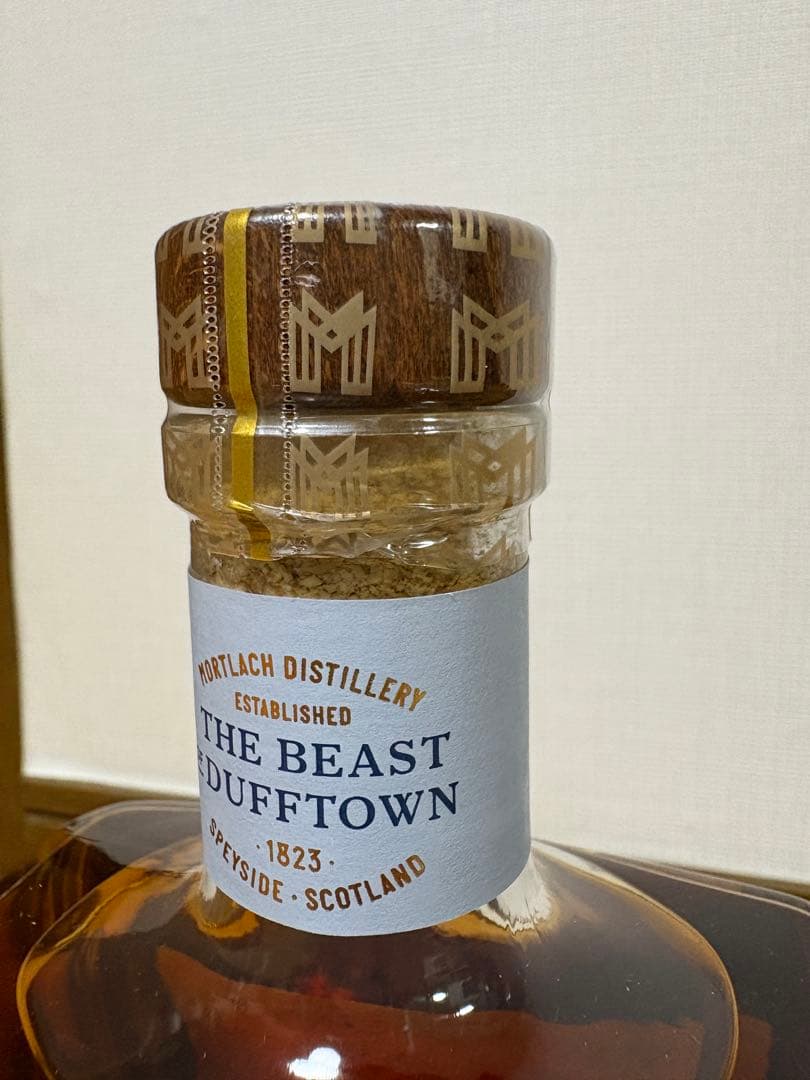 MORTLACH DISTILLERY
ESTABLISHED
THE BEAST
DUFFTOWN
· 1823 ·
SPEYSIDE · SCOTLAND